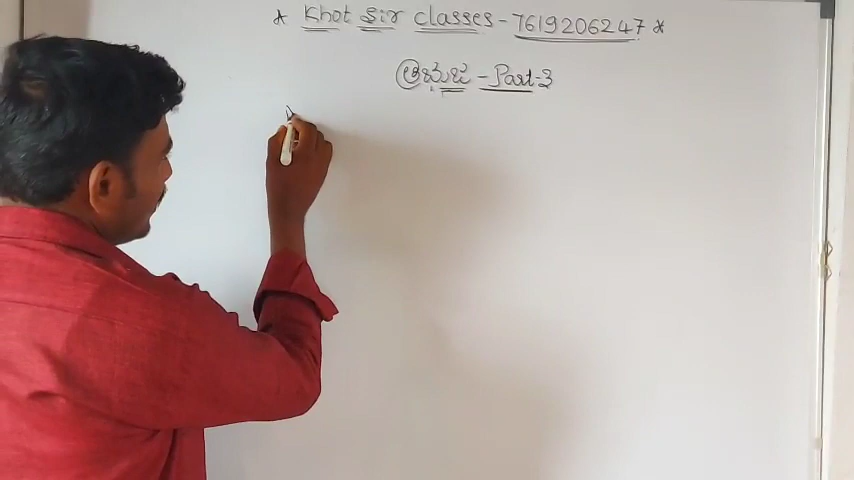 * Khot Sir classes - 7619206247 *
- Part-3